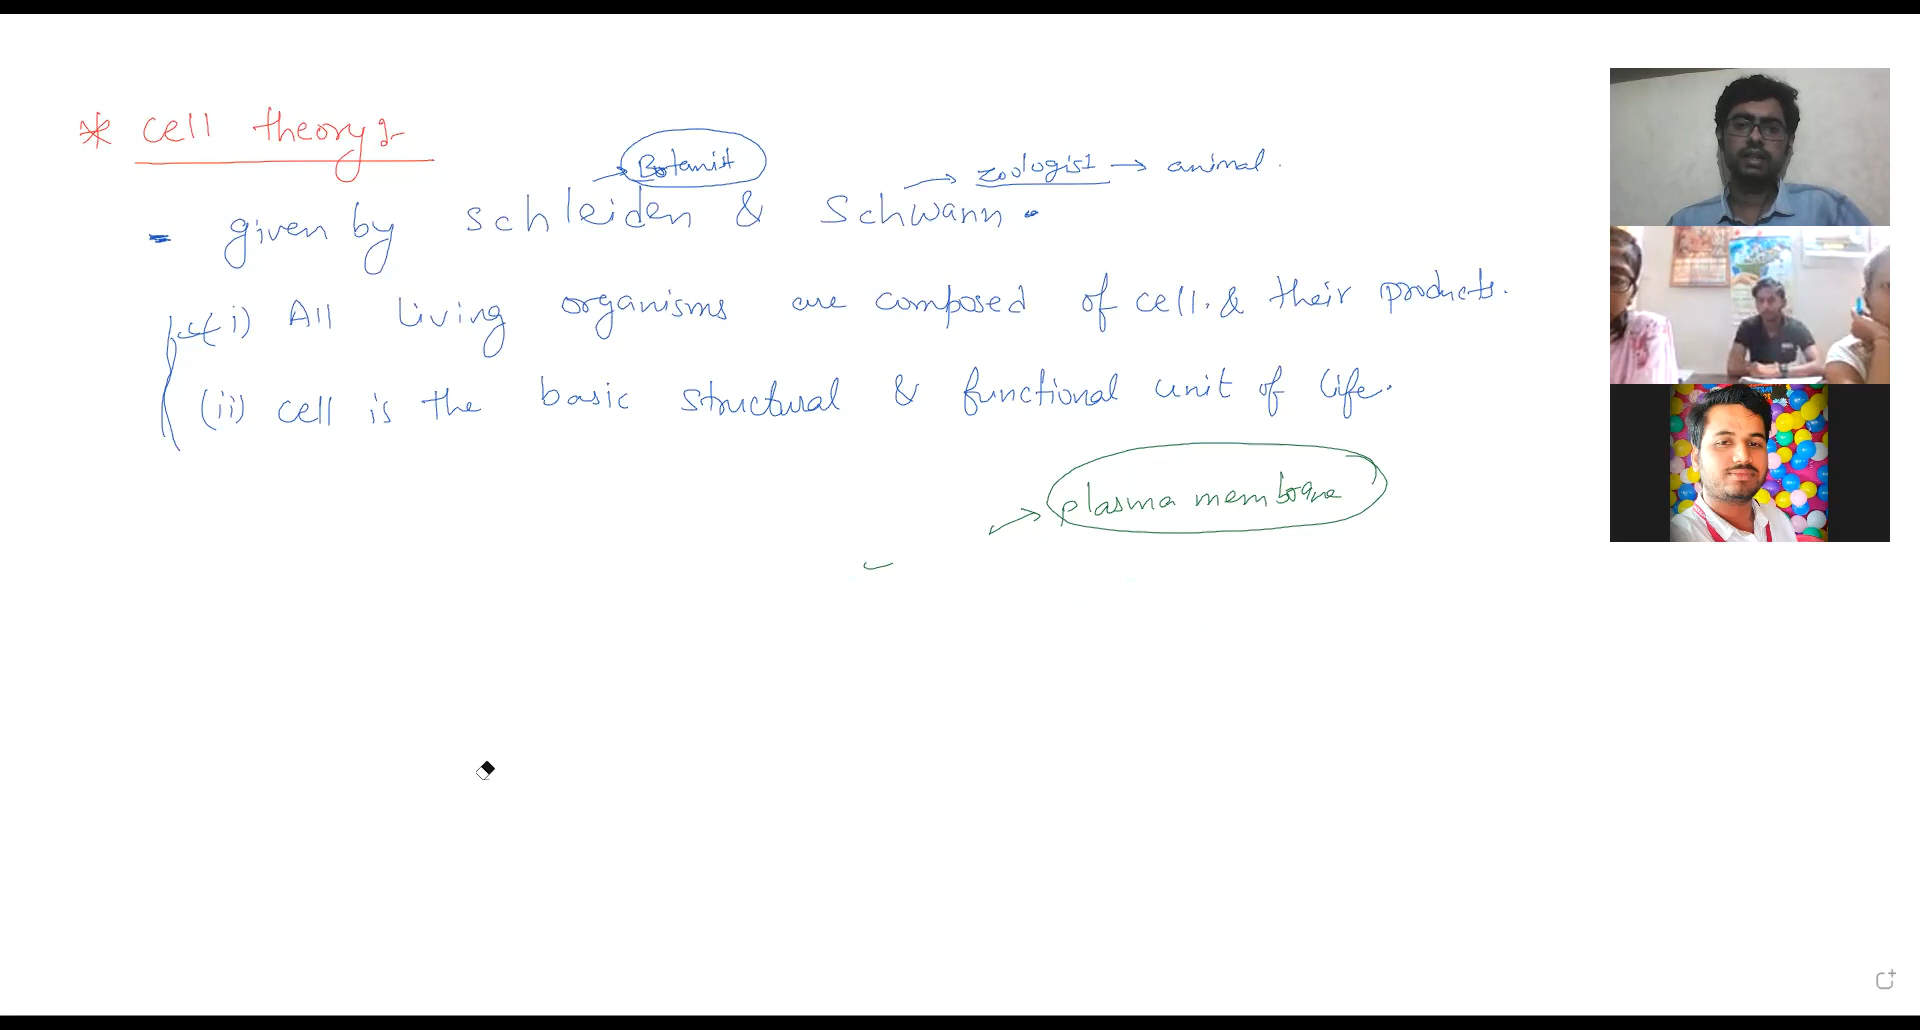 * cell theory:-
Botanist
zoologist → animal.
- given by Schleiden & Schwann.
(i) All living organisms are composed of cell. & their products.
(ii) cell is the basic structural & functional unit of life.
→ plasma membrane